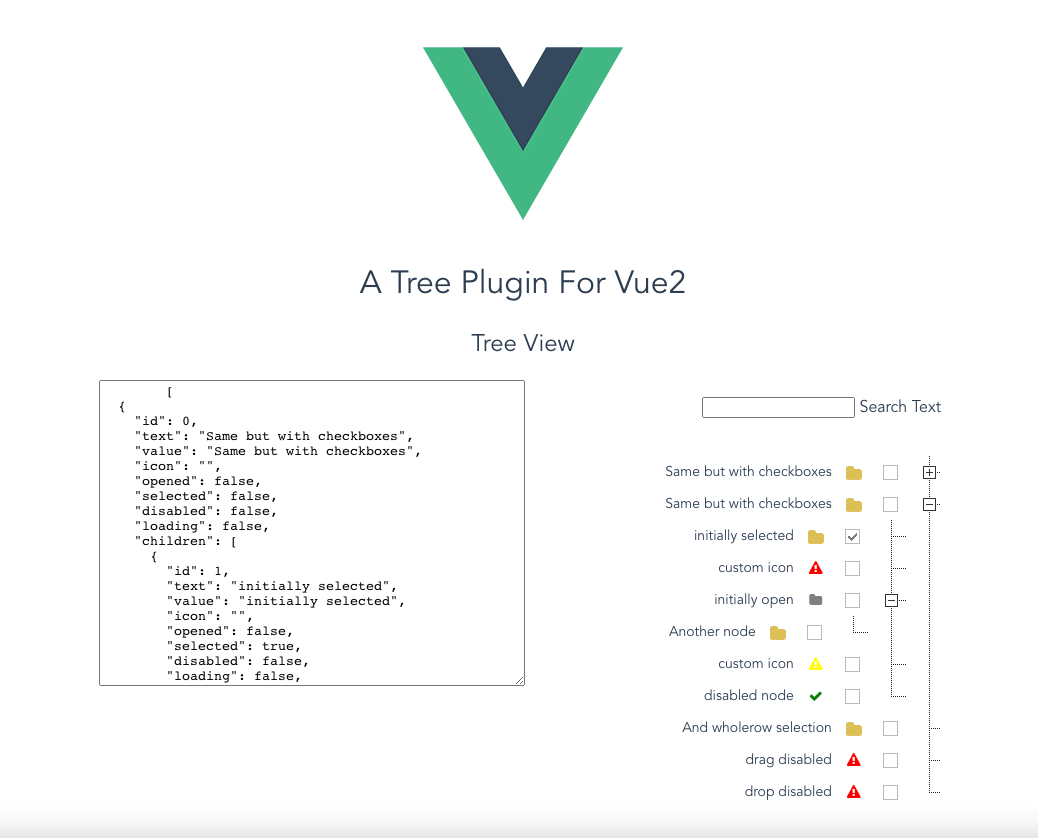 A Tree Plugin For Vue2
Tree View
[
{
"id": 0,
"text": "Same but with checkboxes",
"value": "Same but with checkboxes",
"icon": "",
"opened": false,
"selected": false,
"disabled": false,
"loading": false,
"children": [
{
"id": 1,
"text": "initially selected",
"value": "initially selected",
"icon": "",
"opened": false,
"selected": true,
"disabled": false,
"loading": false,
Search Text
Same but with checkboxes
Same but with checkboxes
initially selected
custom icon
initially open
Another node
custom icon
disabled node
And wholerow selection
drag disabled
drop disabled